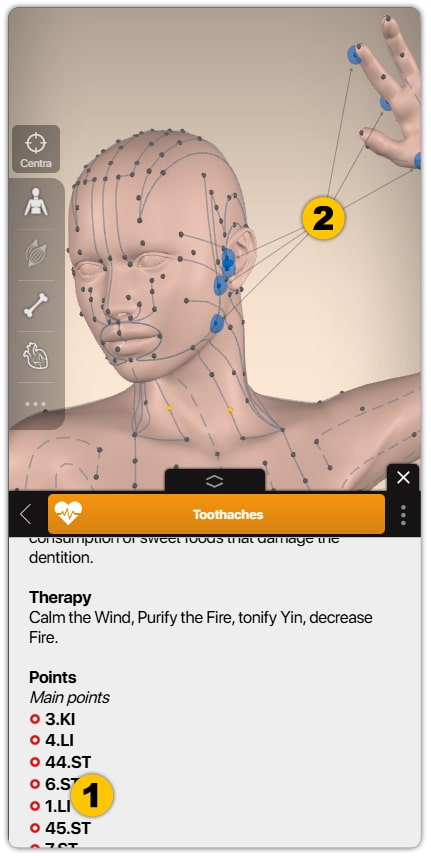 2
Centra
Toothaches
consumption of sweet foods that damage the
dentition.
Therapy
Calm the Wind, Purify the Fire, tonify Yin, decrease
Fire.
Points
Main points
3.KI
4.LI
44.ST
6.ST
1.LI
1
45.ST
7.ST